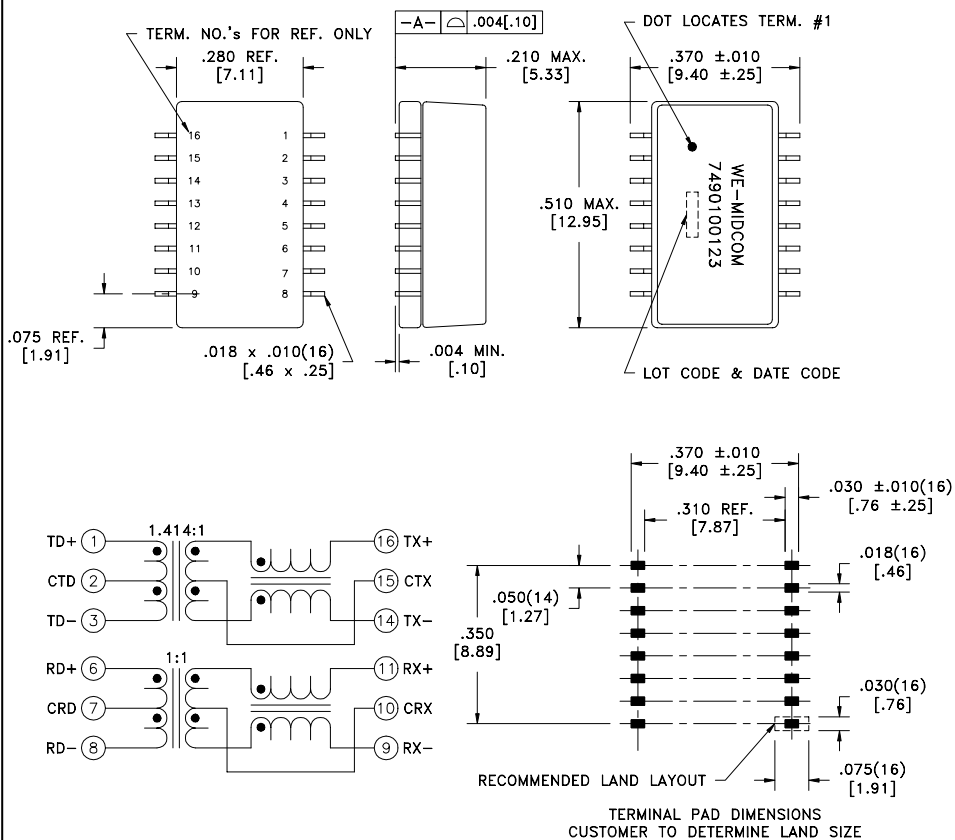 TERM. NO.'s FOR REF. ONLY
.280 REF.
[7.11]
16
15
14
13
12
11
10
9
1
2
3
4
5
6
7
8
.075 REF.
[1.91]
.018 x .010(16)
[.46 x .25]
-A- ⌓ .004[.10]
.210 MAX.
[5.33]
.004 MIN.
[.10]
DOT LOCATES TERM. #1
.370 ±.010
[9.40 ±.25]
.510 MAX.
[12.95]
WE-MIDCOM
7490100123
LOT CODE & DATE CODE
1.414:1
TD+ 1
CTD 2
TD- 3
16 TX+
15 CTX
14 TX-
1:1
RD+ 6
CRD 7
RD- 8
11 RX+
10 CRX
9 RX-
.370 ±.010
[9.40 ±.25]
.030 ±.010(16)
[.76 ±.25]
.310 REF.
[7.87]
.018(16)
[.46]
.050(14)
[1.27]
.350
[8.89]
.030(16)
[.76]
.075(16)
[1.91]
RECOMMENDED LAND LAYOUT
TERMINAL PAD DIMENSIONS
CUSTOMER TO DETERMINE LAND SIZE